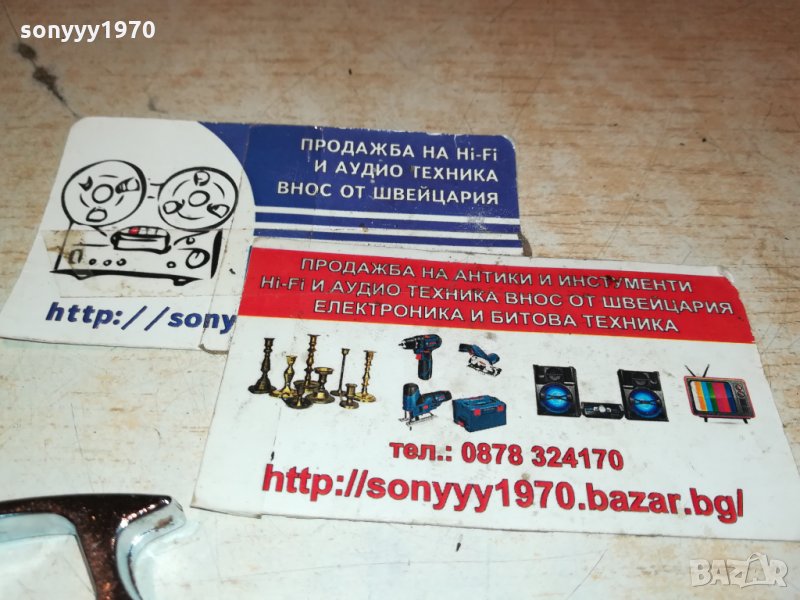 sonyyy1970
ПРОДАЖБА НА Hi-Fi
И АУДИО ТЕХНИКА
ВНОС ОТ ШВЕЙЦАРИЯ
http://sony
ПРОДАЖБА НА АНТИКИ И ИНСТУМЕНТИ
Hi-Fi И АУДИО ТЕХНИКА ВНОС ОТ ШВЕЙЦАРИЯ
ЕЛЕКТРОНИКА И БИТОВА ТЕХНИКА
тел.: 0878 324170
http://sonyyy1970.bazar.bg/
BAZAR